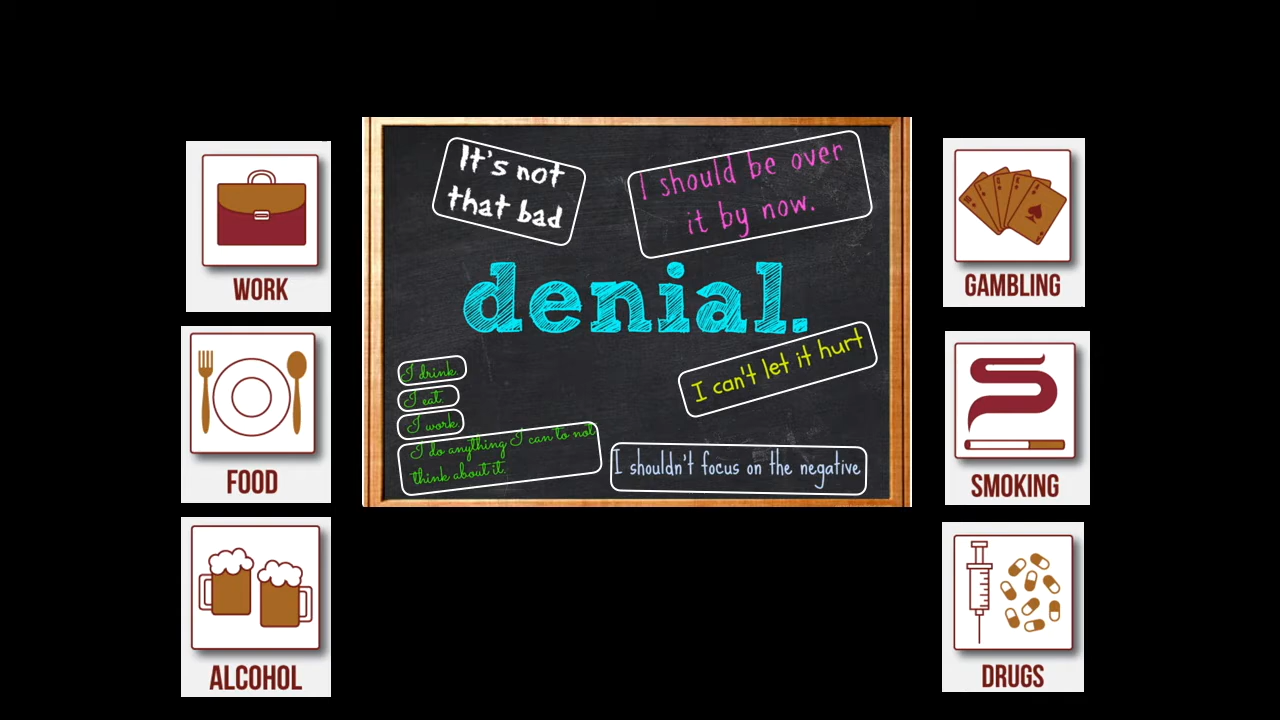 WORK
FOOD
ALCOHOL
It's not
that bad
I should be over
it by now.
denial.
I can't let it hurt
I drink.
I eat.
I work.
I do anything I can to not
think about it.
I shouldn't focus on the negative
GAMBLING
SMOKING
DRUGS